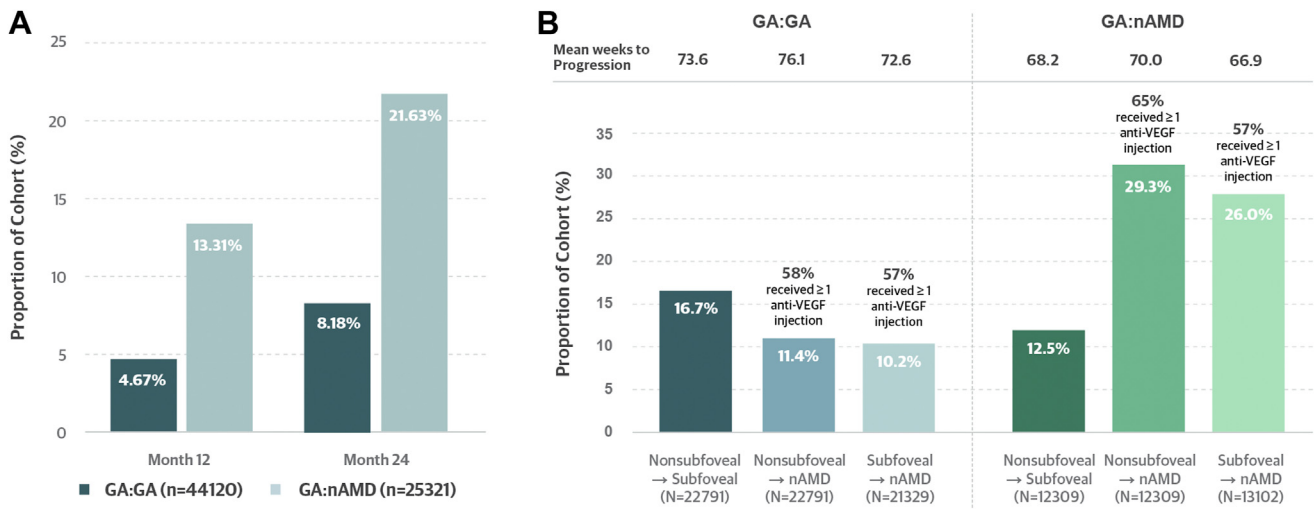 A
25
20
15
10
5
0
Proportion of Cohort (%)
4.67%
13.31%
8.18%
21.63%
Month 12
Month 24
GA:GA (n=44120)
GA:nAMD (n=25321)
B
GA:GA
GA:nAMD
Mean weeks to
Progression
73.6
76.1
72.6
68.2
70.0
66.9
35
30
25
20
15
10
5
0
Proportion of Cohort (%)
16.7%
58%
received ≥ 1
anti-VEGF
injection
11.4%
57%
received ≥ 1
anti-VEGF
injection
10.2%
12.5%
65%
received ≥ 1
anti-VEGF
injection
29.3%
57%
received ≥ 1
anti-VEGF
injection
26.0%
Nonsubfoveal
→ Subfoveal
(N=22791)
Nonsubfoveal
→ nAMD
(N=22791)
Subfoveal
→ nAMD
(N=21329)
Nonsubfoveal
→ Subfoveal
(N=12309)
Nonsubfoveal
→ nAMD
(N=12309)
Subfoveal
→ nAMD
(N=13102)